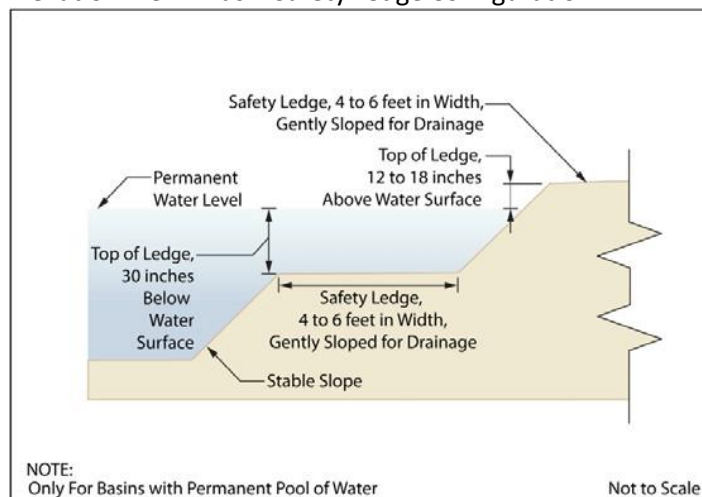 Safety Ledge, 4 to 6 feet in Width,
Gently Sloped for Drainage
Top of Ledge,
12 to 18 inches
Above Water Surface
Permanent
Water Level
Top of Ledge,
30 inches
Below
Water
Surface
Safety Ledge,
4 to 6 feet in Width,
Gently Sloped for Drainage
Stable Slope
NOTE:
Only For Basins with Permanent Pool of Water
Not to Scale